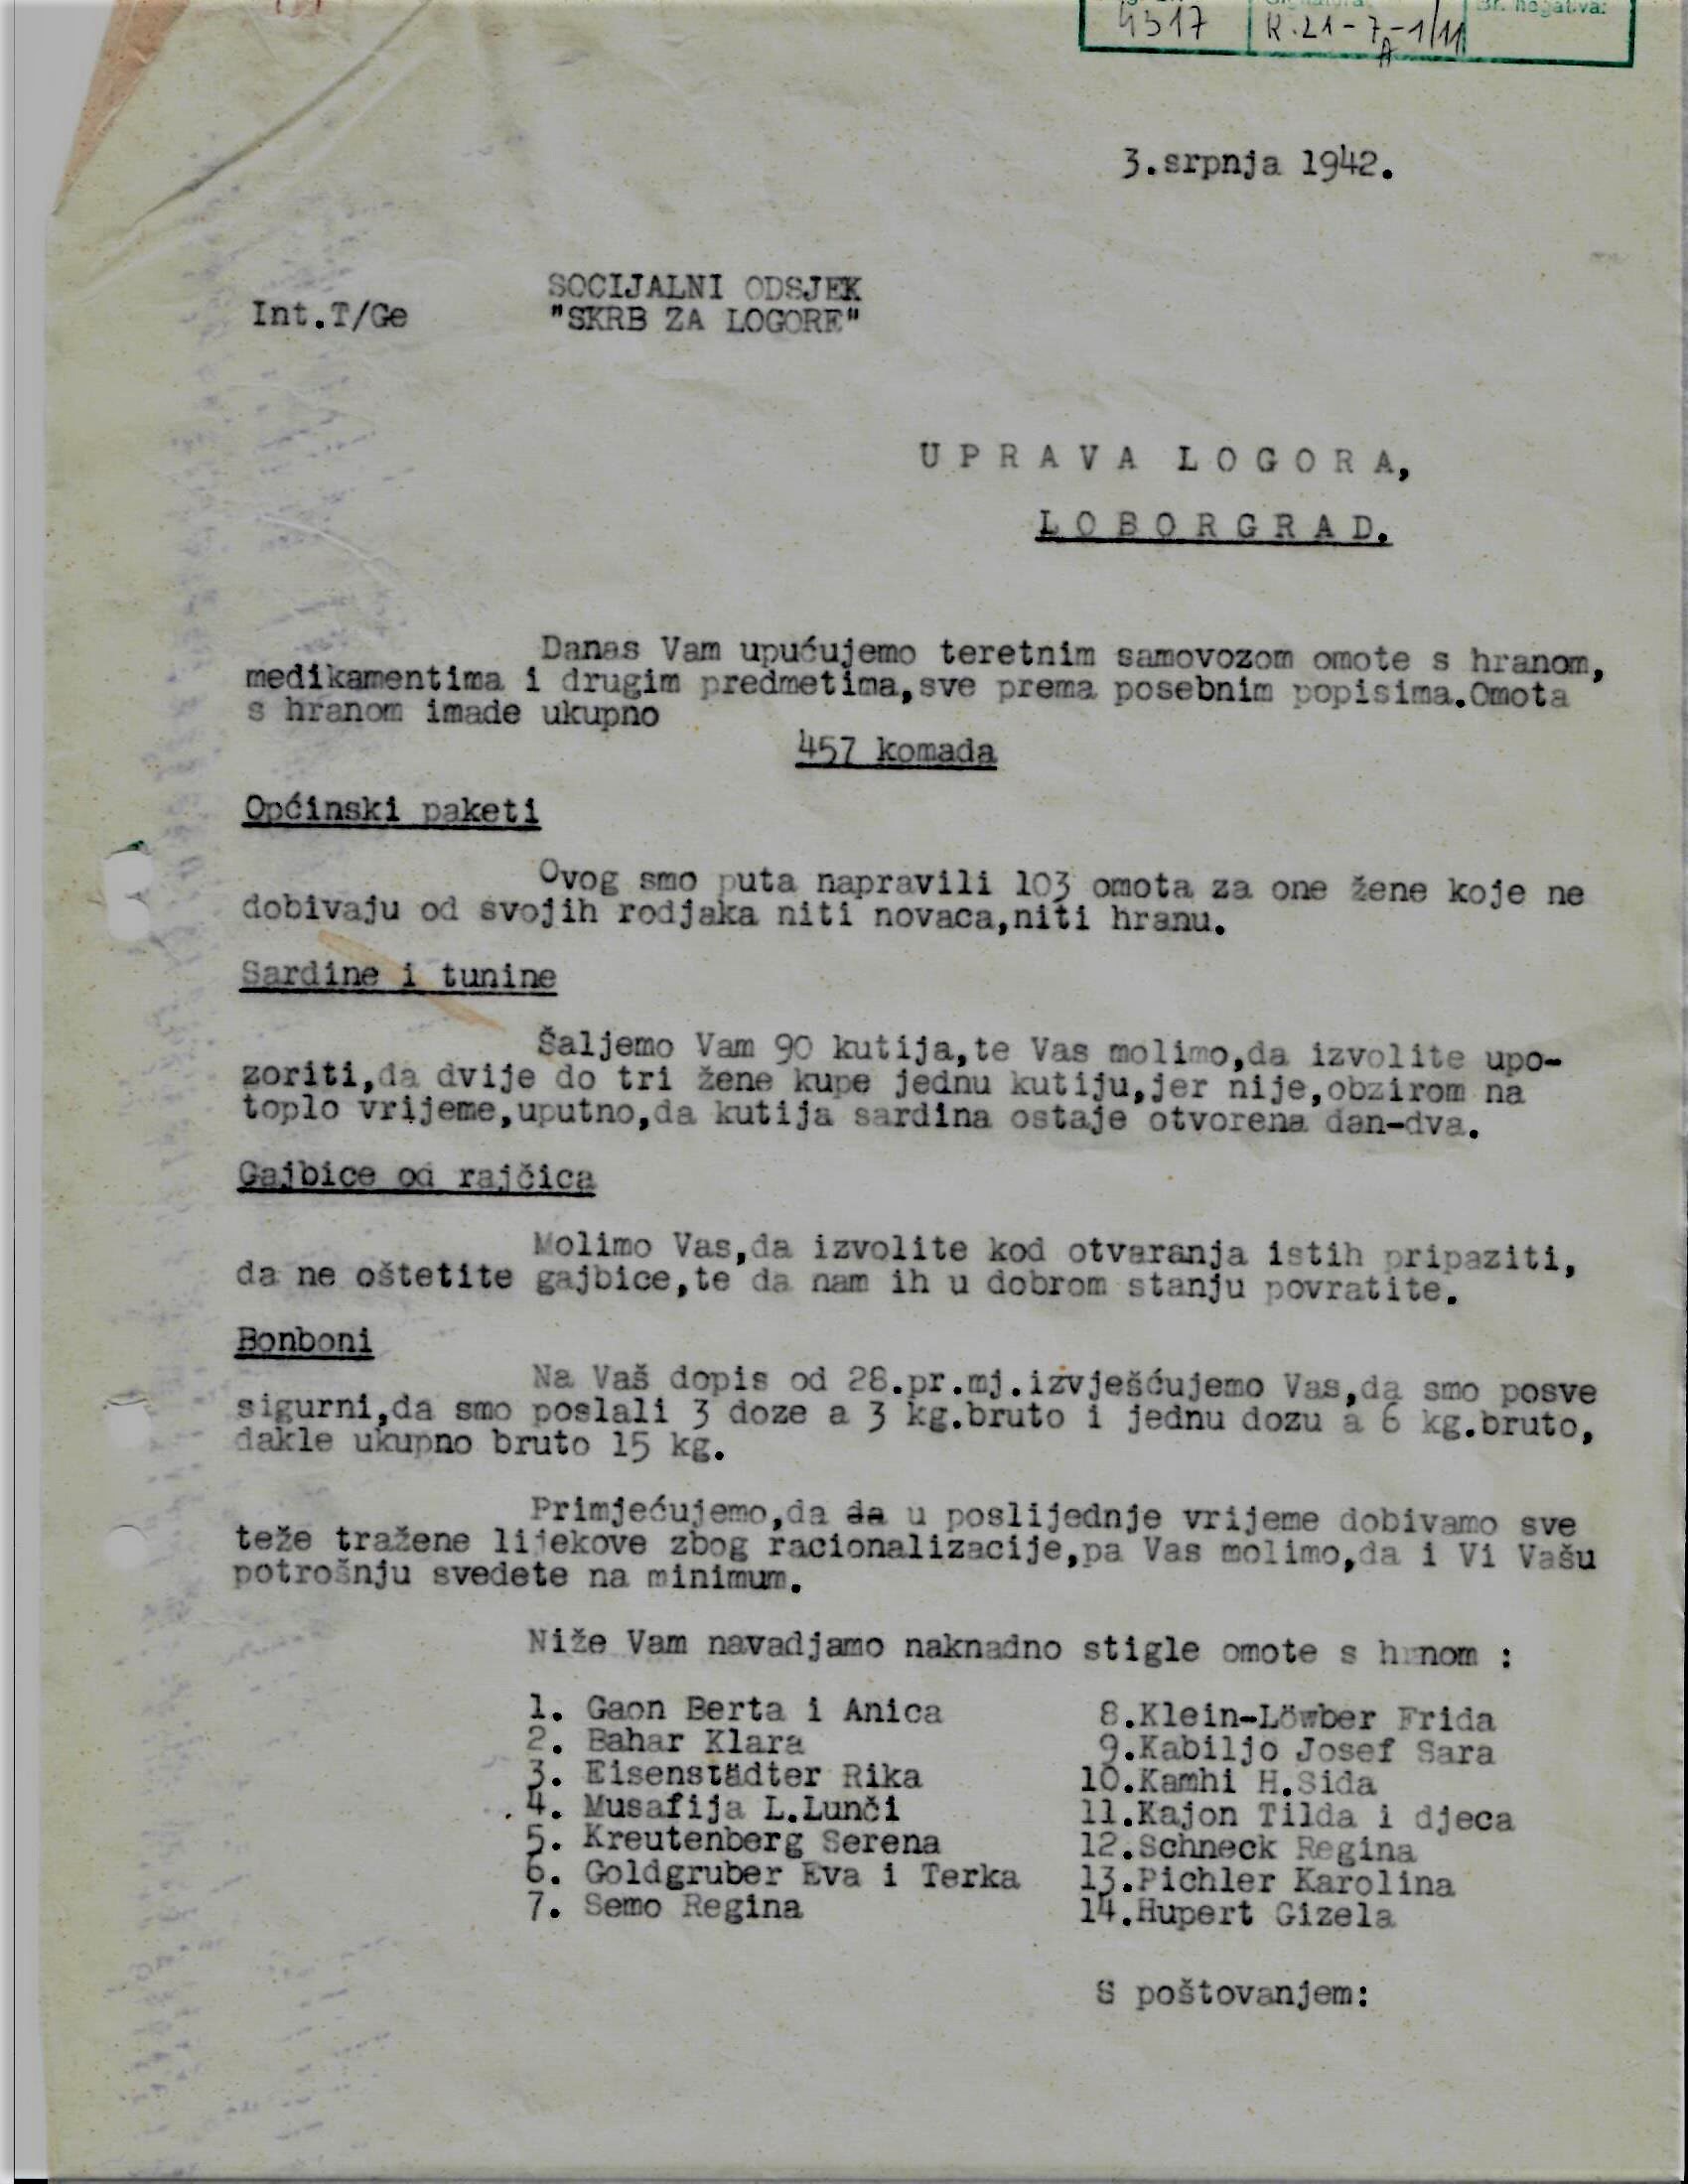 4317
R.21-7A-1/11
Br. negativa:
3.srpnja 1942.
SOCIJALNI ODSJEK
Int.T/Ge
"SKRB ZA LOGORE"
UPRAVA LOGORA,
LOBORGRAD.
Danas Vam upućujemo teretnim samovozom omote s hranom,
medikamentima i drugim predmetima,sve prema posebnim popisima.Omota
s hranom imade ukupno
457 komada
Općinski paketi
Ovog smo puta napravili 103 omota za one žene koje ne
dobivaju od svojih rodjaka niti novaca,niti hranu.
Sardine i tunine
Šaljemo Vam 90 kutija,te Vas molimo,da izvolite upo-
zoriti,da dvije do tri žene kupe jednu kutiju,jer nije,obzirom na
toplo vrijeme,uputno,da kutija sardina ostaje otvorena dan-dva.
Gajbice od rajčica
Molimo Vas,da izvolite kod otvaranja istih pripaziti,
da ne oštetite gajbice,te da nam ih u dobrom stanju povratite.
Bonboni
Na Vaš dopis od 28.pr.mj.izvješćujemo Vas,da smo posve
sigurni,da smo poslali 3 doze a 3 kg.bruto i jednu dozu a 6 kg.bruto,
dakle ukupno bruto 15 kg.
Primjećujemo,da da u poslijednje vrijeme dobivamo sve
teže tražene lijekove zbog racionalizacije,pa Vas molimo,da i Vi Vašu
potrošnju svedete na minimum.
Niže Vam navadjamo naknadno stigle omote s hrnom :
1. Gaon Berta i Anica
2. Bahar Klara
3. Eisenstädter Rika
4. Musafija L.Lunči
5. Kreutenberg Serena
6. Goldgruber Eva i Terka
7. Semo Regina
8.Klein-Löwber Frida
9.Kabiljo Josef Sara
10.Kamhi H.Sida
11.Kajon Tilda i djeca
12.Schneck Regina
13.Pichler Karolina
14.Hupert Gizela
S poštovanjem: